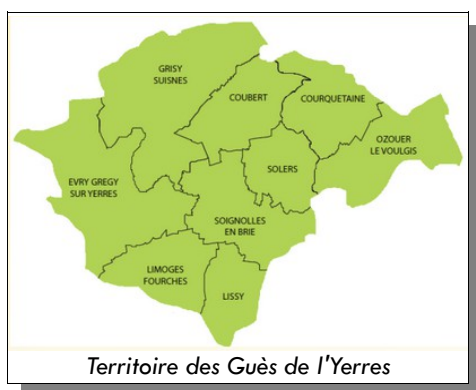 GRISY
SUISNES
COUBERT
COURQUETAINE
OZOUER
LE VOULGIS
SOLERS
EVRY GREGY
SUR YERRES
SOIGNOLLES
EN BRIE
LIMOGES
FOURCHES
LISSY
Territoire des Guès de l'Yerres